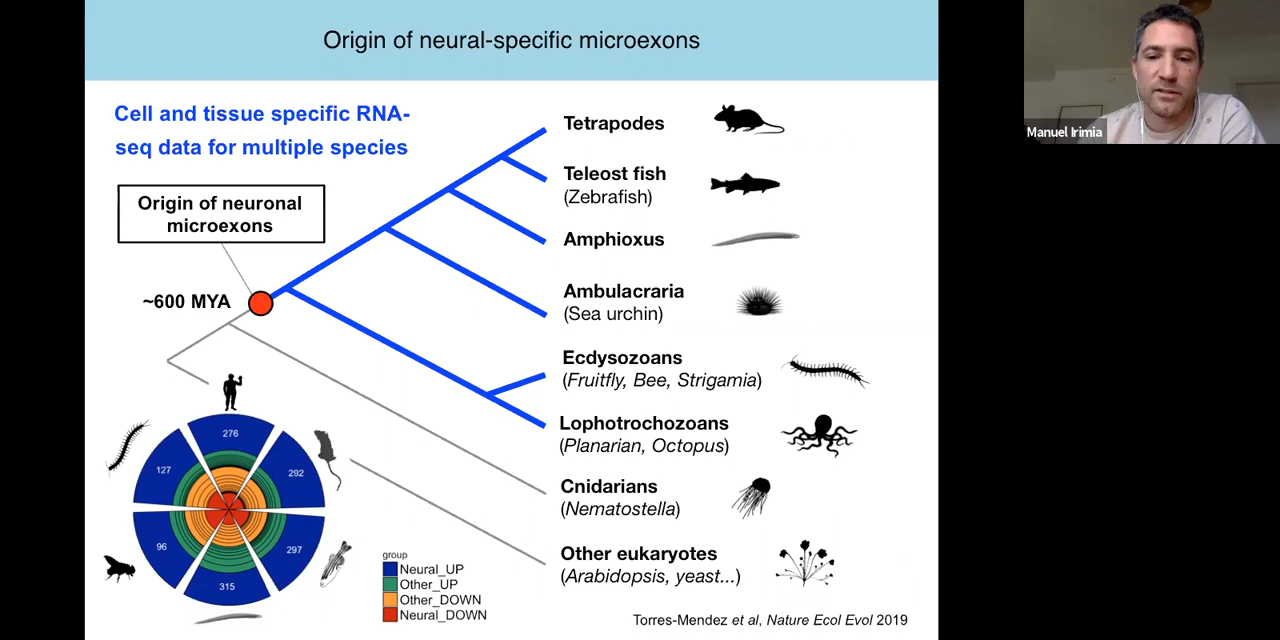 Origin of neural-specific microexons
Manuel Irimia
Cell and tissue specific RNA-
seq data for multiple species
Origin of neuronal
microexons
~600 MYA
Tetrapodes
Teleost fish
(Zebrafish)
Amphioxus
Ambulacraria
(Sea urchin)
Ecdysozoans
(Fruitfly, Bee, Strigamia)
Lophotrochozoans
(Planarian, Octopus)
Cnidarians
(Nematostella)
Other eukaryotes
(Arabidopsis, yeast...)
276
127
292
96
297
315
group
Neural_UP
Other_UP
Other_DOWN
Neural_DOWN
Torres-Mendez et al, Nature Ecol Evol 2019